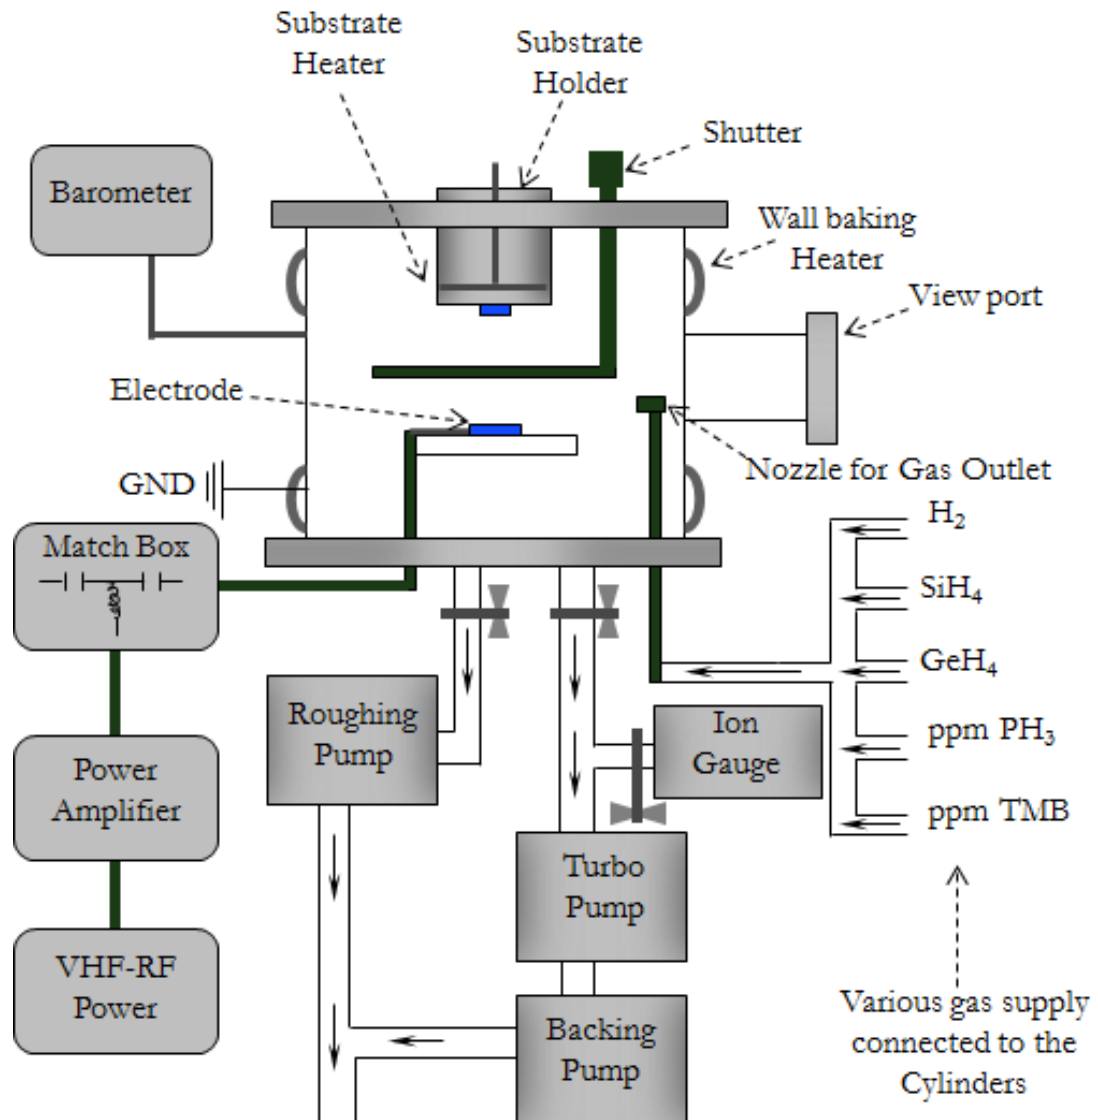 Substrate
Heater
Substrate
Holder
Shutter
Barometer
Wall baking
Heater
View port
Electrode
Nozzle for Gas Outlet
GND
H₂
Match Box
SiH₄
GeH₄
Roughing
Pump
Ion
Gauge
ppm PH₃
Power
Amplifier
ppm TMB
Turbo
Pump
VHF-RF
Power
Backing
Pump
Various gas supply
connected to the
Cylinders